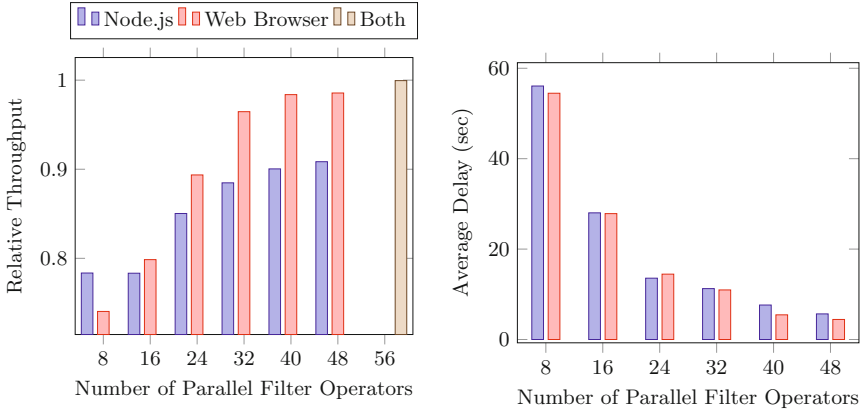 Node.js Web Browser Both
1
0.9
0.8
Relative Throughput
8 16 24 32 40 48 56
Number of Parallel Filter Operators
60
40
20
0
Average Delay (sec)
8 16 24 32 40 48
Number of Parallel Filter Operators